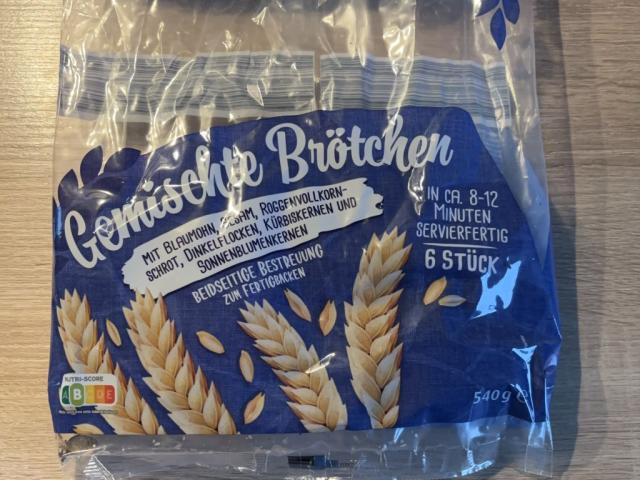 Gemischte Brötchen
MIT BLAUMOHN, SESAM, ROGGENVOLLKORN-
SCHROT, DINKELFLOCKEN, KÜRBISKERNEN UND
SONNENBLUMENKERNEN
BEIDSEITIGE BESTREUUNG
ZUM FERTIGBACKEN
IN CA. 8-12
MINUTEN
SERVIERFERTIG
6 STÜCK
NUTRI-SCORE
A B C D E
540 g e